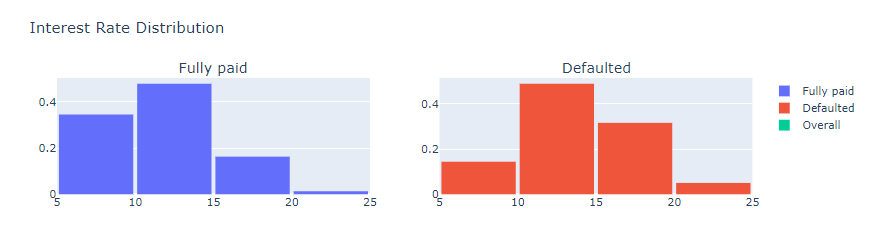 Interest Rate Distribution
Fully paid
0.4
0.2
0
5 10 15 20 25
Defaulted
0.4
0.2
0
5 10 15 20 25
Fully paid
Defaulted
Overall